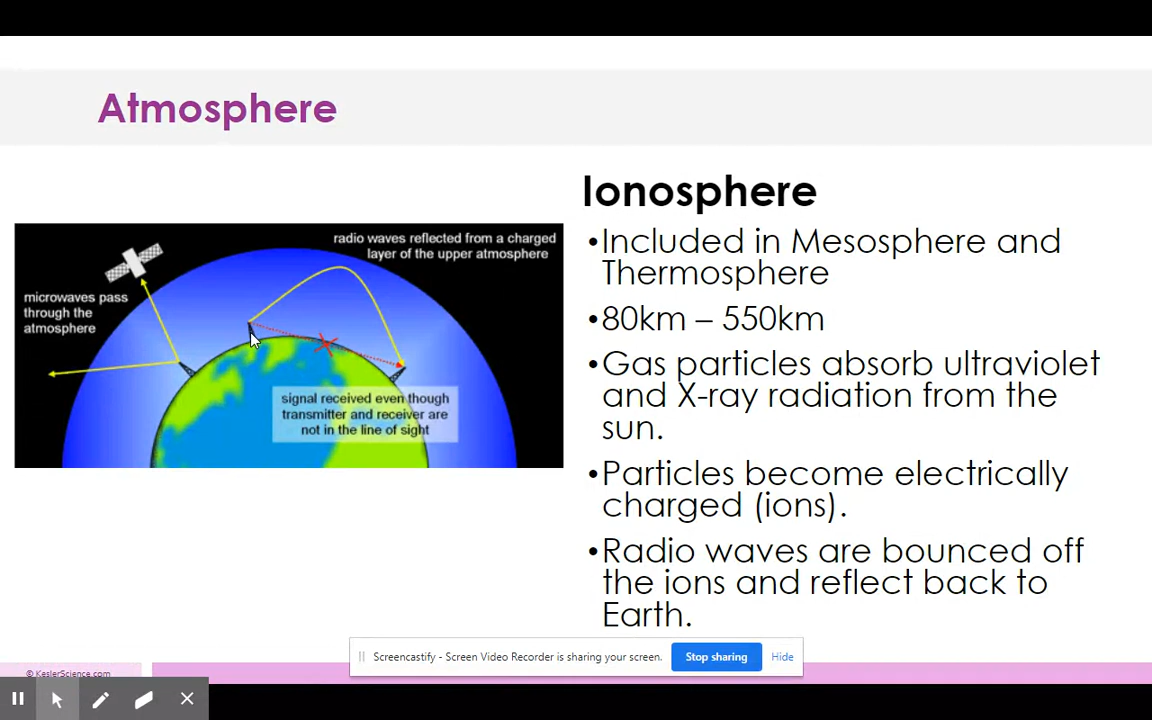 Atmosphere
radio waves reflected from a charged
layer of the upper atmosphere
microwaves pass
through the
atmosphere
signal received even though
transmitter and receiver are
not in the line of sight
Ionosphere
•Included in Mesosphere and
Thermosphere
•80km – 550km
•Gas particles absorb ultraviolet
and X-ray radiation from the
sun.
•Particles become electrically
charged (ions).
•Radio waves are bounced off
the ions and reflect back to
Earth.
Screencastify - Screen Video Recorder is sharing your screen. Stop sharing Hide
© KeslerScience.com